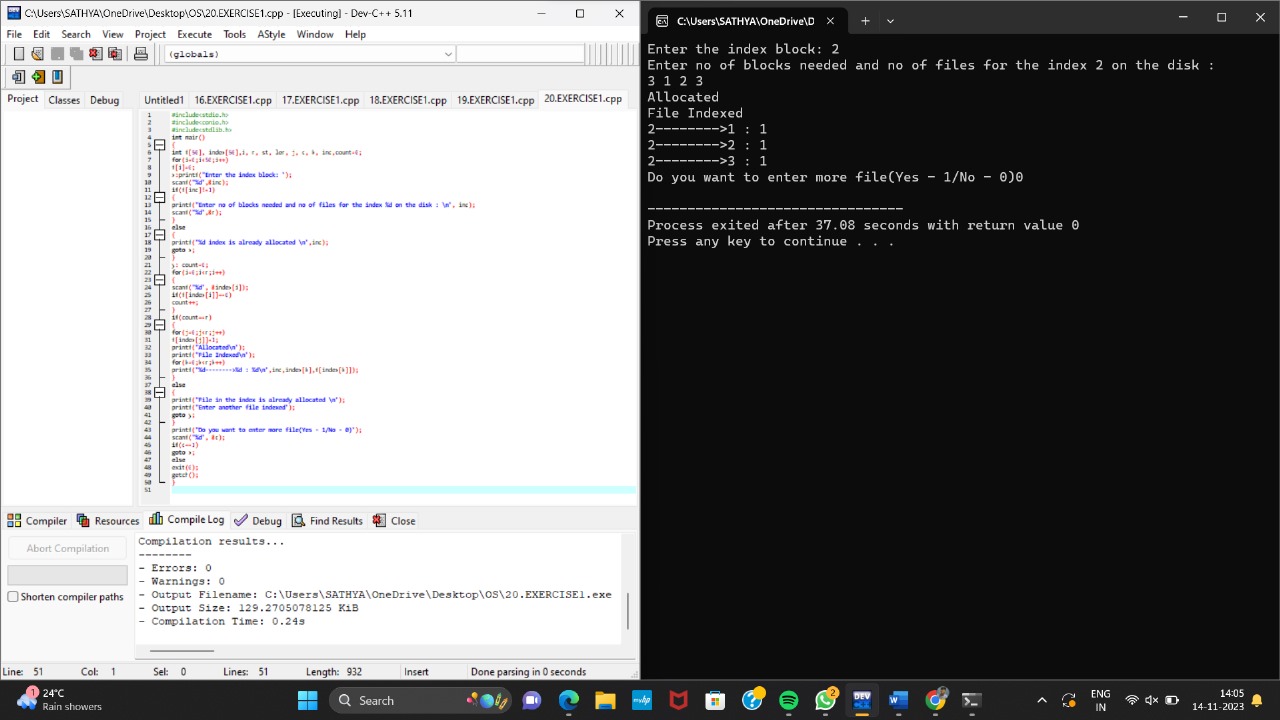 C:\Users\SATHYA\OneDrive\Desktop\OS\20.EXERCISE1.cpp - [Executing] - Dev-C++ 5.11
File Edit Search View Project Execute Tools AStyle Window Help
(globals)
Project Classes Debug
Untitled1 16.EXERCISE1.cpp 17.EXERCISE1.cpp 18.EXERCISE1.cpp 19.EXERCISE1.cpp 20.EXERCISE1.cpp
1 #include<stdio.h>
2 #include<conio.h>
3 #include<stdlib.h>
4 int main()
5 {
6 int f[50], index[50],i, n, st, len, j, c, k, ind,count=0;
7 for(i=0;i<50;i++)
8 f[i]=0;
9 x:printf("Enter the index block: ");
10 scanf("%d",&ind);
11 if(f[ind]!=1)
12 {
13 printf("Enter no of blocks needed and no of files for the index %d on the disk : \n", ind);
14 scanf("%d",&n);
15 }
16 else
17 {
18 printf("%d index is already allocated \n",ind);
19 goto x;
20 }
21 y: count=0;
22 for(i=0;i<n;i++)
23 {
24 scanf("%d", &index[i]);
25 if(f[index[i]]==0)
26 count++;
27 }
28 if(count==n)
29 {
30 for(j=0;j<n;j++)
31 f[index[j]]=1;
32 printf("Allocated\n");
33 printf("File Indexed\n");
34 for(k=0;k<n;k++)
35 printf("%d-------->%d : %d\n",ind,index[k],f[index[k]]);
36 }
37 else
38 {
39 printf("File in the index is already allocated \n");
40 printf("Enter another file indexed");
41 goto y;
42 }
43 printf("Do you want to enter more file(Yes - 1/No - 0)");
44 scanf("%d", &c);
45 if(c==1)
46 goto x;
47 else
48 exit(0);
49 getch();
50 }
51
Compiler Resources Compile Log Debug Find Results Close
Abort Compilation
Shorten compiler paths
Compilation results...
--------
- Errors: 0
- Warnings: 0
- Output Filename: C:\Users\SATHYA\OneDrive\Desktop\OS\20.EXERCISE1.exe
- Output Size: 129.2705078125 KiB
- Compilation Time: 0.24s
Line: 51 Col: 1 Sel: 0 Lines: 51 Length: 932 Insert Done parsing in 0 seconds
C:\Users\SATHYA\OneDrive\D
Enter the index block: 2
Enter no of blocks needed and no of files for the index 2 on the disk :
3 1 2 3
Allocated
File Indexed
2-------->1 : 1
2-------->2 : 1
2-------->3 : 1
Do you want to enter more file(Yes - 1/No - 0)0
--------------------------------
Process exited after 37.08 seconds with return value 0
Press any key to continue . . .
1
24°C
Rain showers
Search
myhp
2
DEV
W
ENG
IN
14:05
14-11-2023